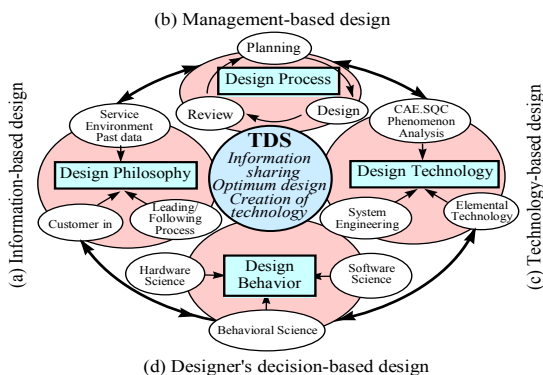 (b) Management-based design
Planning
Design Process
Review
Design
Service
Environment
Past data
CAE.SQC
Phenomenon
Analysis
TDS
Information
sharing
Optimum design
Creation of
technology
Design Philosophy
Design Technology
Customer in
Leading/
Following
Process
System
Engineering
Elemental
Technology
Hardware
Science
Design
Behavior
Software
Science
Behavioral Science
(a) Information-based design
(c) Technology-based design
(d) Designer's decision-based design